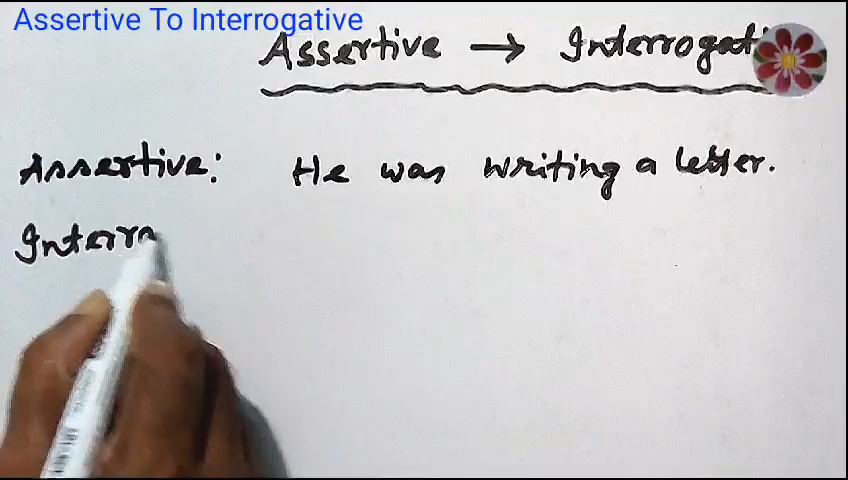 Assertive To Interrogative
Assertive → Interrogati
Assertive: He was writing a letter.
Interro